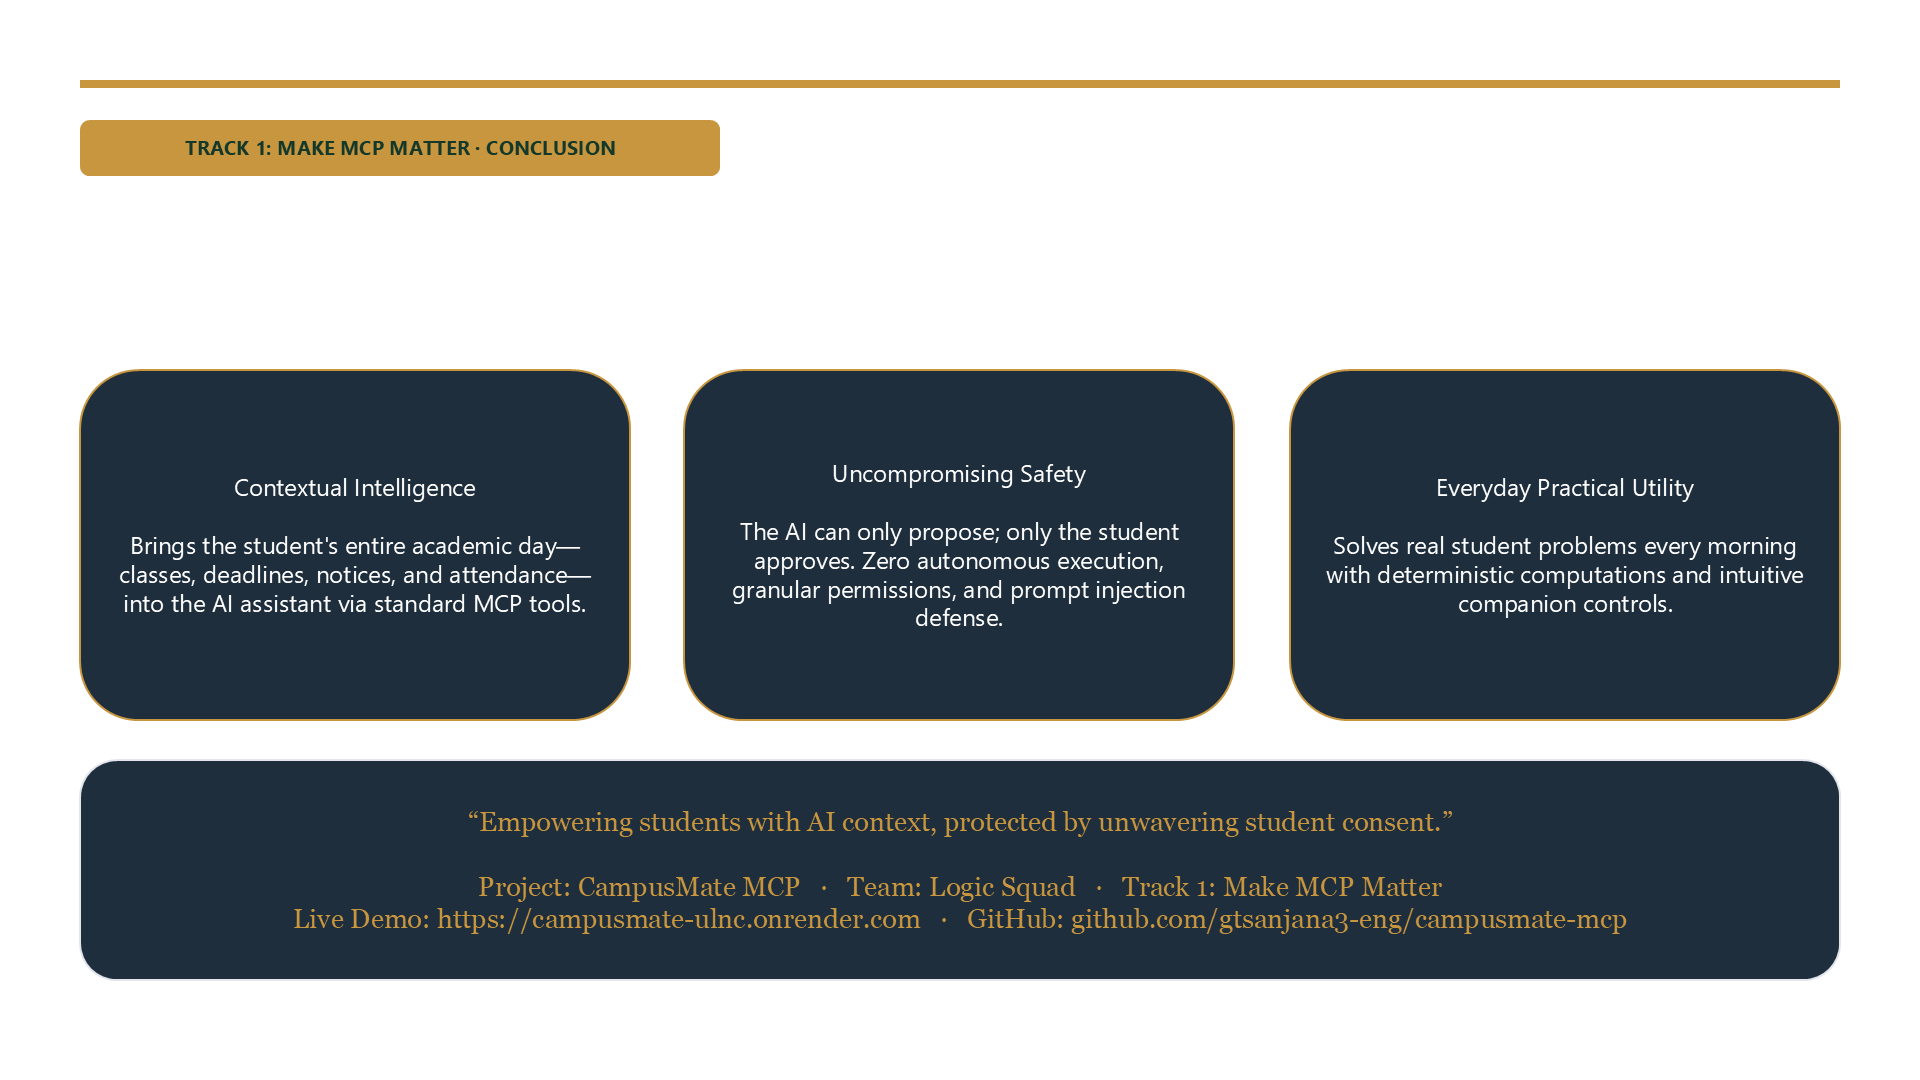 TRACK 1: MAKE MCP MATTER · CONCLUSION
Contextual Intelligence
Brings the student's entire academic day—
classes, deadlines, notices, and attendance—
into the AI assistant via standard MCP tools.
Uncompromising Safety
The AI can only propose; only the student
approves. Zero autonomous execution,
granular permissions, and prompt injection
defense.
Everyday Practical Utility
Solves real student problems every morning
with deterministic computations and intuitive
companion controls.
“Empowering students with AI context, protected by unwavering student consent.”
Project: CampusMate MCP · Team: Logic Squad · Track 1: Make MCP Matter
Live Demo: https://campusmate-ulnc.onrender.com · GitHub: github.com/gtsanjana3-eng/campusmate-mcp